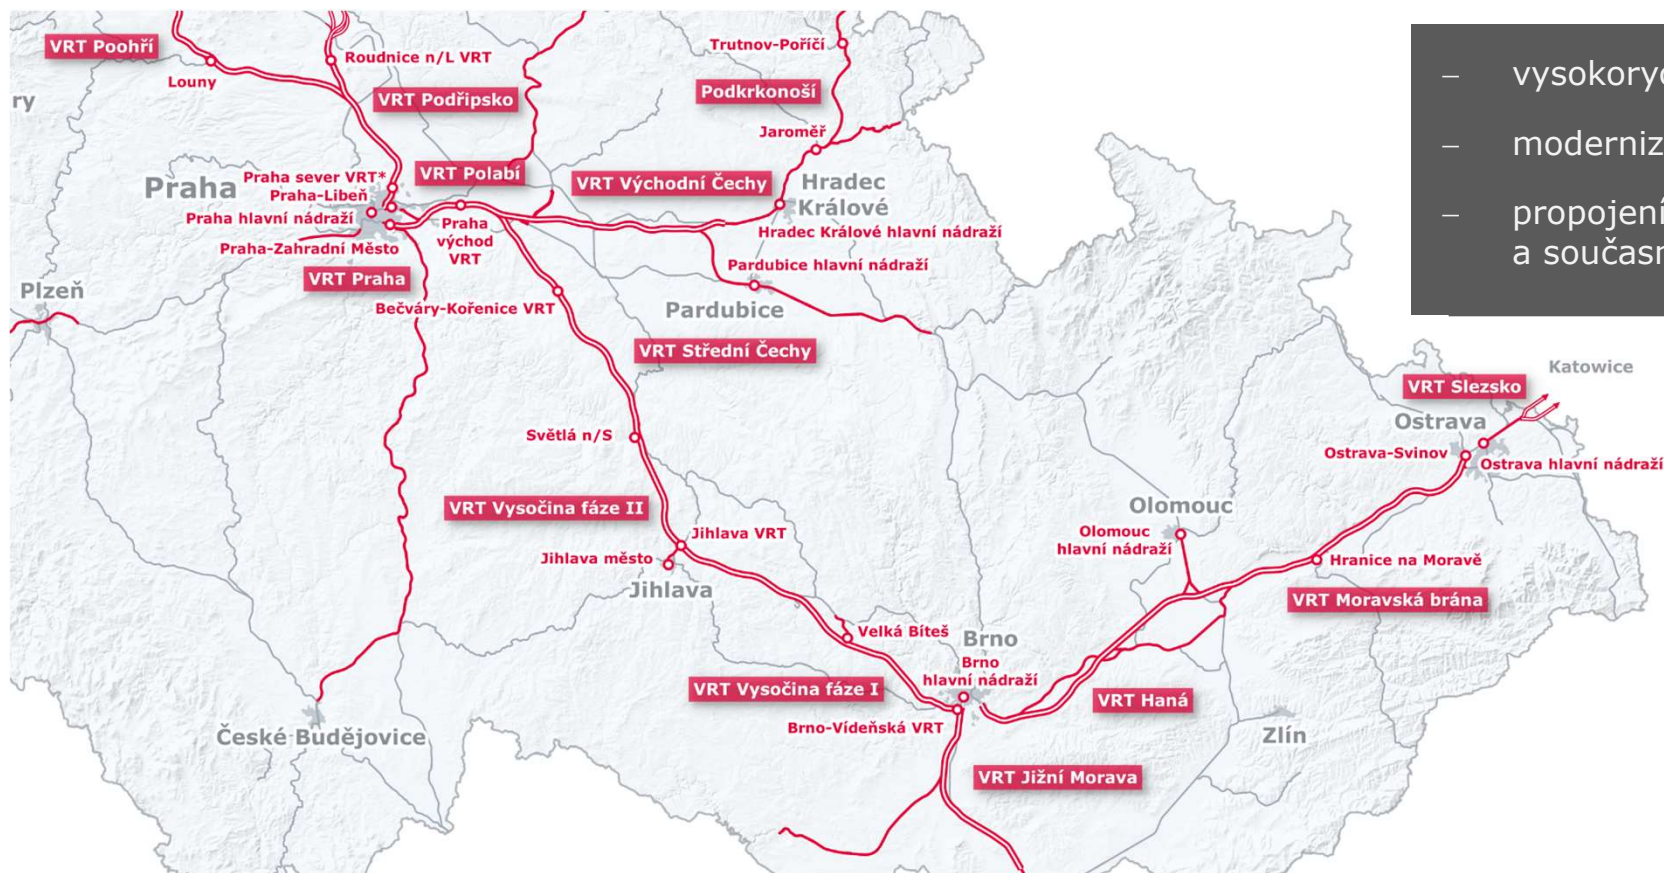 VRT Poohří
Roudnice n/L VRT
Louny
ry
VRT Podřipsko
Trutnov-Poříčí
Podkrkonoší
Jaroměř
VRT Polabí
VRT Východní Čechy
Praha
Praha sever VRT*
Praha-Libeň
Praha hlavní nádraží
Praha-Zahradní Město
Praha
východ
VRT
Hradec
Králové
Hradec Králové hlavní nádraží
VRT Praha
Pardubice hlavní nádraží
Plzeň
Bečváry-Kořenice VRT
Pardubice
VRT Střední Čechy
–
–
moderniz
–
propojení
Katowice
VRT Slezsko
Ostrava
Ostrava-Svinov
Ostrava hlavní nádraží
Světlá n/S
VRT Vysočina fáze II
Olomouc
Olomouc
hlavní nádraží
Jihlava VRT
Jihlava město
Jihlava
Hranice na Moravě
VRT Moravská brána
Velká Bíteš
Brno
Brno
hlavní nádraží
VRT Vysočina fáze I
VRT Haná
Brno-Vídeňská VRT
České Budějovice
Zlín
VRT Jižní Morava
vysokoryc
a současn